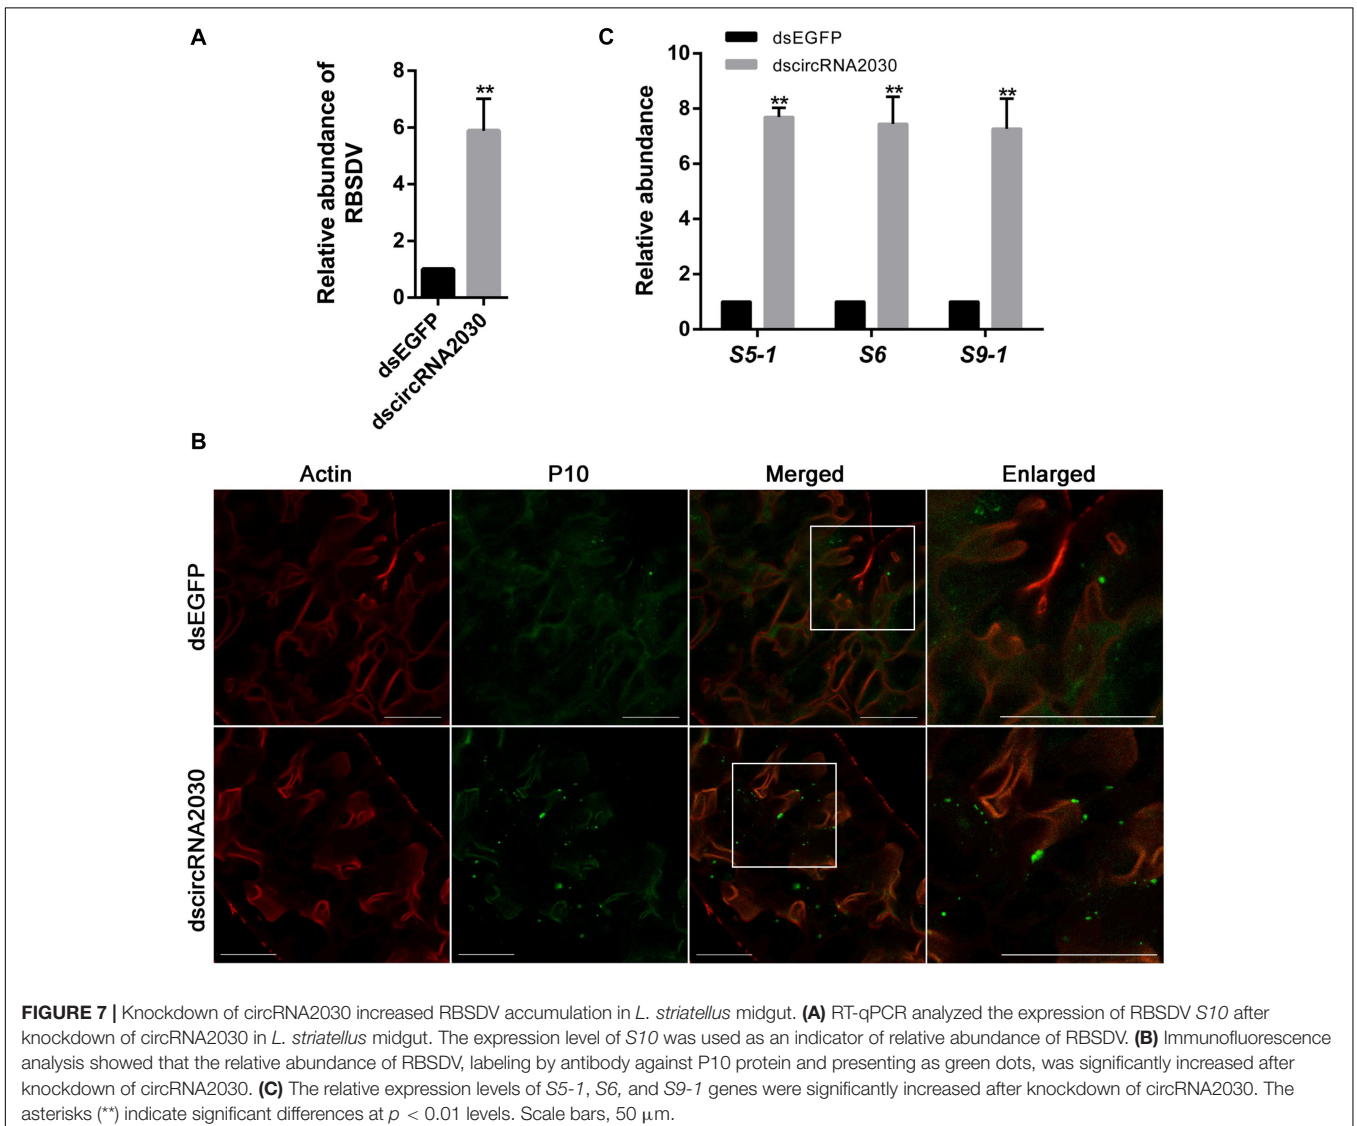 A
Relative abundance of
RBSDV
8
6
4
2
0
**
dsEGFP
dscircRNA2030
C
dsEGFP
dscircRNA2030
Relative abundance
10
8
6
4
2
0
**
**
**
S5-1
S6
S9-1
B
Actin
P10
Merged
Enlarged
dsEGFP
dscircRNA2030
FIGURE 7 | Knockdown of circRNA2030 increased RBSDV accumulation in L. striatellus midgut. (A) RT-qPCR analyzed the expression of RBSDV S10 after
knockdown of circRNA2030 in L. striatellus midgut. The expression level of S10 was used as an indicator of relative abundance of RBSDV. (B) Immunofluorescence
analysis showed that the relative abundance of RBSDV, labeling by antibody against P10 protein and presenting as green dots, was significantly increased after
knockdown of circRNA2030. (C) The relative expression levels of S5-1, S6, and S9-1 genes were significantly increased after knockdown of circRNA2030. The
asterisks (**) indicate significant differences at p < 0.01 levels. Scale bars, 50 μm.